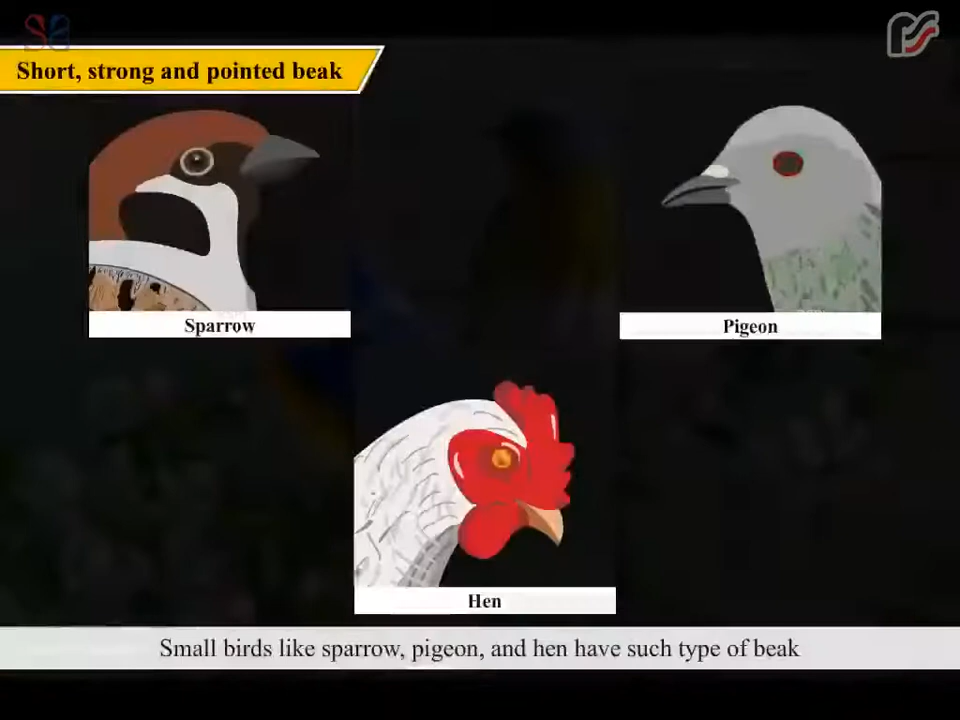 Short, strong and pointed beak
Sparrow
Pigeon
Hen
Small birds like sparrow, pigeon, and hen have such type of beak